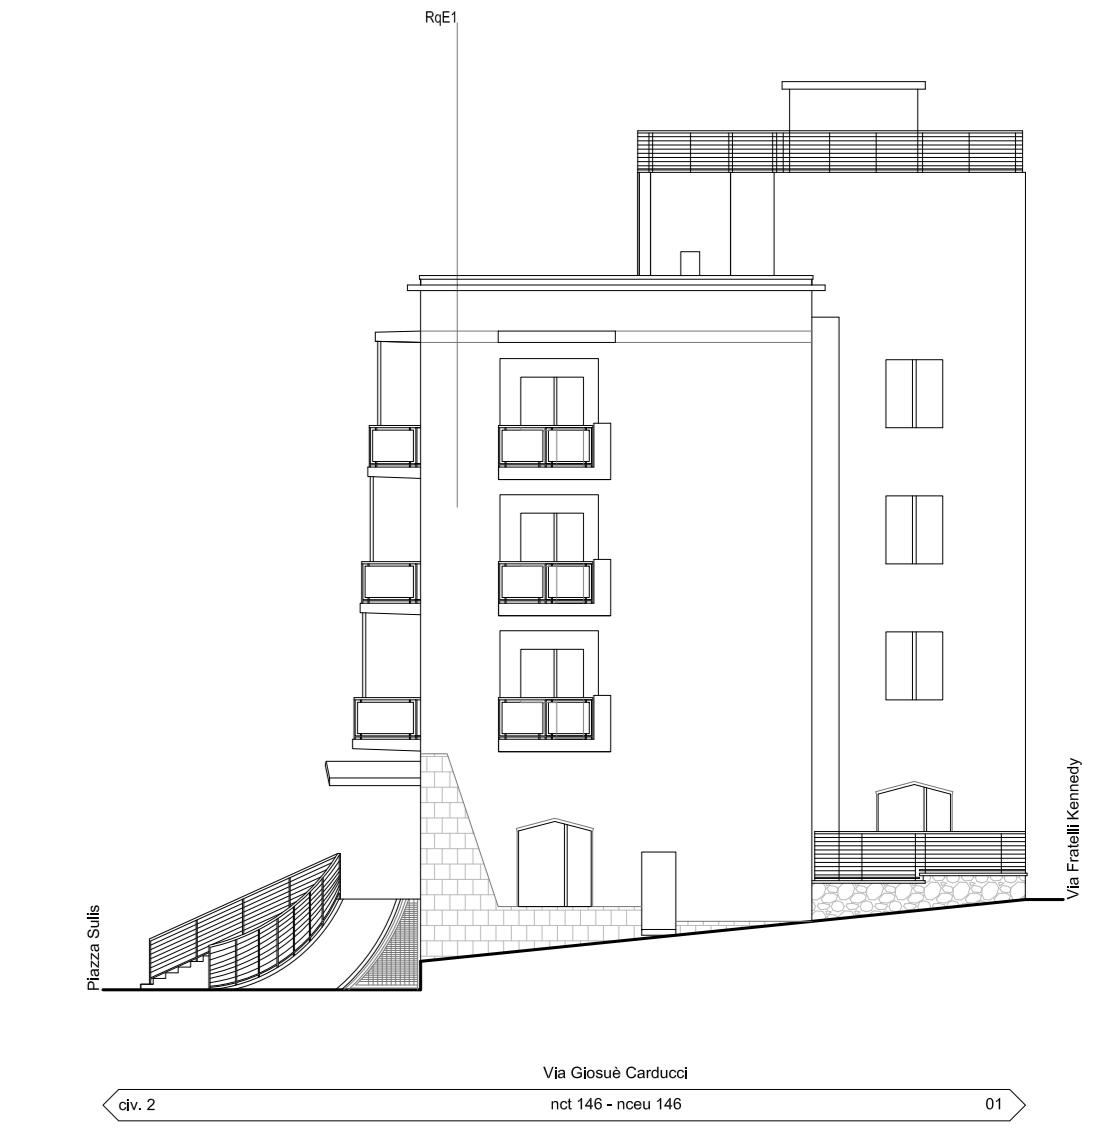 RqE1
Piazza Sulis
Via Fratelli Kennedy
Via Giosuè Carducci
civ. 2
nct 146 - nceu 146
01